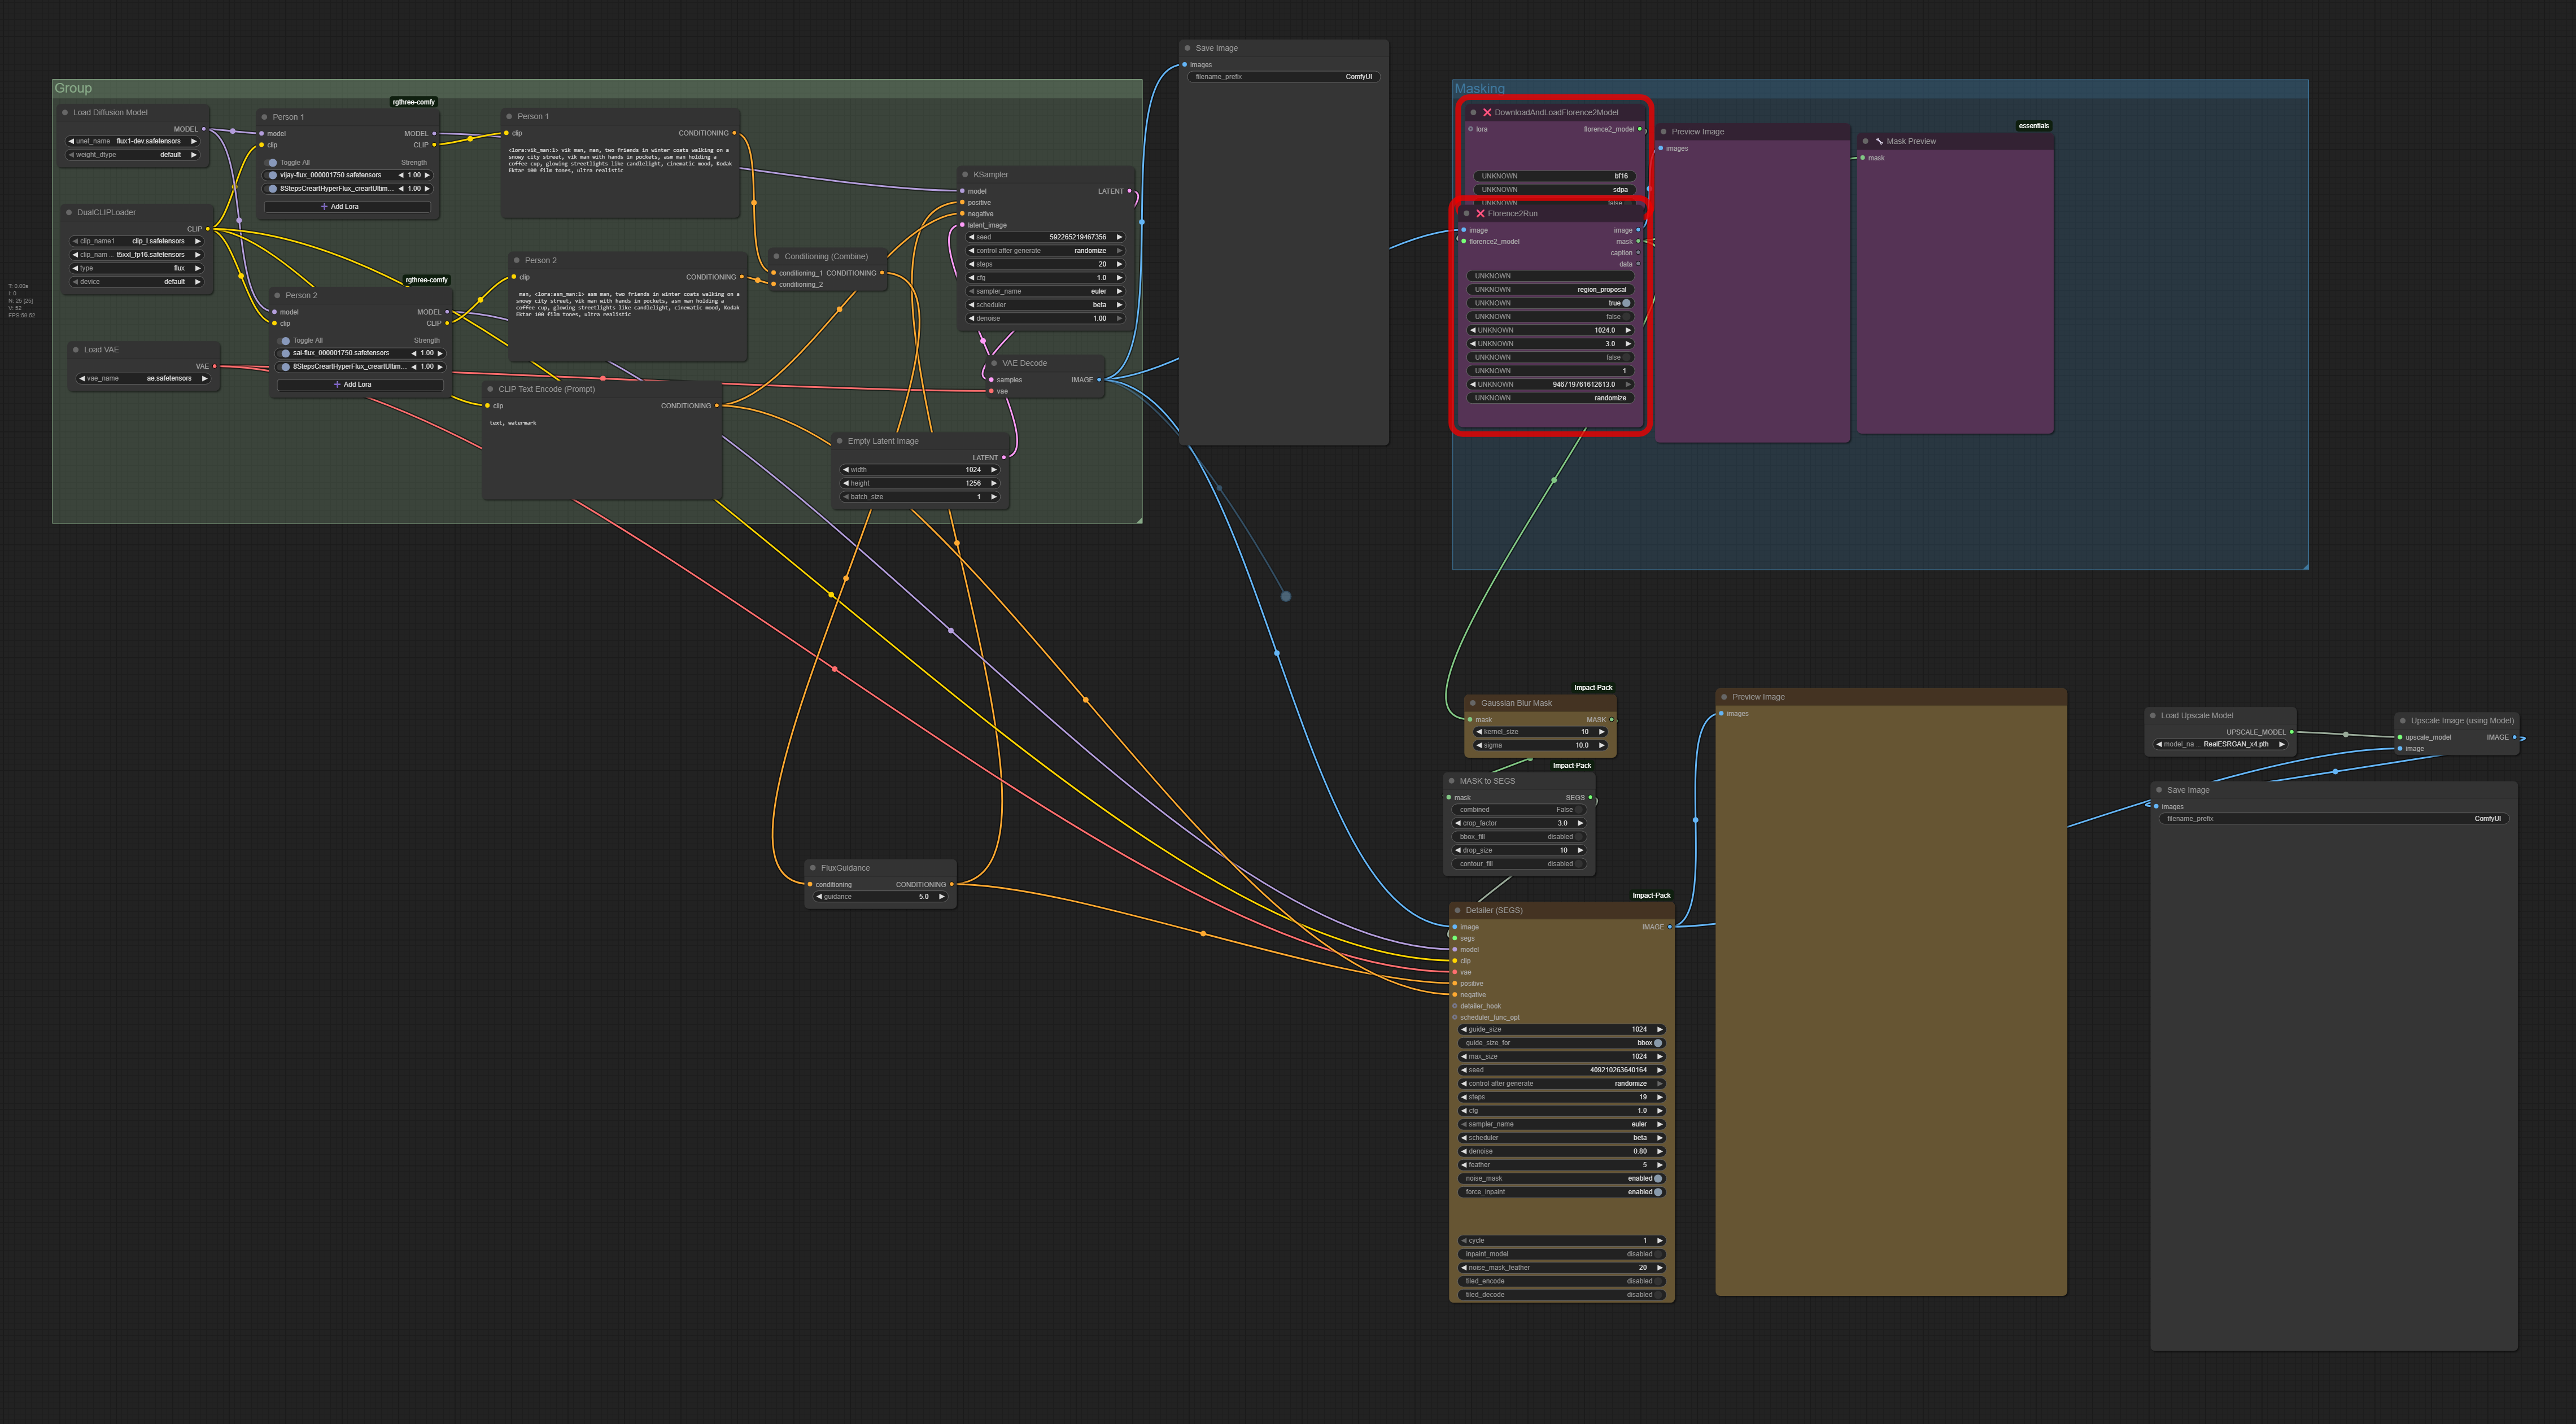 Group
Load Diffusion Model
MODEL
unet_name flux1-dev.safetensors
weight_dtype default
DualCLIPLoader
CLIP
clip_name1 clip_l.safetensors
clip_nam ... t5xxl_fp16.safetensors
type flux
device default
Load VAE
VAE
vae_name ae.safetensors
T: 0.00s
I: 0
N: 25 [25]
V: 52
FPS:59.52
rgthree-comfy
Person 1
model MODEL
clip CLIP
Toggle All Strength
vijay-flux_000001750.safetensors 1.00
8StepsCreartHyperFlux_creartUltim... 1.00
+ Add Lora
rgthree-comfy
Person 2
model MODEL
clip CLIP
Toggle All Strength
sai-flux_000001750.safetensors 1.00
8StepsCreartHyperFlux_creartUltim... 1.00
+ Add Lora
Person 1
clip CONDITIONING
<lora:vik_man:1> vik man, man, two friends in winter coats walking on a
snowy city street, vik man with hands in pockets, asm man holding a
coffee cup, glowing streetlights like candlelight, cinematic mood, Kodak
Ektar 100 film tones, ultra realistic
Person 2
clip CONDITIONING
man, <lora:asm_man:1> asm man, two friends in winter coats walking on a
snowy city street, vik man with hands in pockets, asm man holding a
coffee cup, glowing streetlights like candlelight, cinematic mood, Kodak
Ektar 100 film tones, ultra realistic
CLIP Text Encode (Prompt)
clip CONDITIONING
text, watermark
Conditioning (Combine)
conditioning_1 CONDITIONING
conditioning_2
KSampler
model LATENT
positive
negative
latent_image
seed 592265219467356
control after generate randomize
steps 20
cfg 1.0
sampler_name euler
scheduler beta
denoise 1.00
VAE Decode
samples IMAGE
vae
Empty Latent Image
LATENT
width 1024
height 1256
batch_size 1
Save Image
images
filename_prefix ComfyUI
Masking
DownloadAndLoadFlorence2Model
lora florence2_model
UNKNOWN bf16
UNKNOWN sdpa
Florence2Run
image image
florence2_model mask
caption
data
UNKNOWN
UNKNOWN region_proposal
UNKNOWN true
UNKNOWN false
UNKNOWN 1024.0
UNKNOWN 3.0
UNKNOWN false
UNKNOWN 1
UNKNOWN 946719761612613.0
UNKNOWN randomize
Preview Image
images
essentials
Mask Preview
mask
FluxGuidance
conditioning CONDITIONING
guidance 5.0
Impact-Pack
Gaussian Blur Mask
mask MASK
kernel_size 10
sigma 10.0
Impact-Pack
MASK to SEGS
mask SEGS
combined False
crop_factor 3.0
bbox_fill disabled
drop_size 10
contour_fill disabled
Impact-Pack
Detailer (SEGS)
image IMAGE
segs
model
clip
vae
positive
negative
detailer_hook
scheduler_func_opt
guide_size 1024
guide_size_for bbox
max_size 1024
seed 409210263640164
control after generate randomize
steps 19
cfg 1.0
sampler_name euler
scheduler beta
denoise 0.80
feather 5
noise_mask enabled
force_inpaint enabled
cycle 1
inpaint_model disabled
noise_mask_feather 20
tiled_encode disabled
tiled_decode disabled
Preview Image
images
Load Upscale Model
UPSCALE_MODEL
model_na ... RealESRGAN_x4.pth
Upscale Image (using Model)
upscale_model IMAGE
image
Save Image
images
filename_prefix ComfyUI